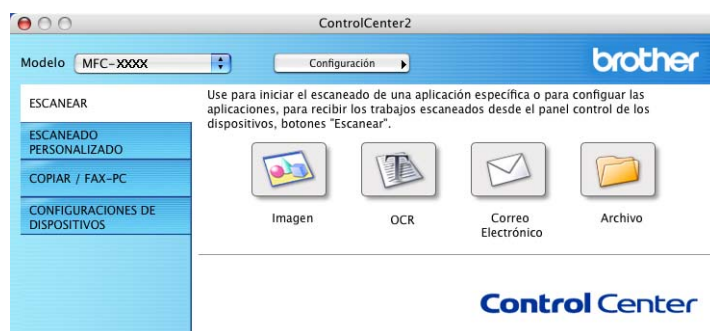 ControlCenter2
Modelo MFC-XXXX Configuración brother
ESCANEAR
ESCANEADO
PERSONALIZADO
COPIAR / FAX-PC
CONFIGURACIONES DE
DISPOSITIVOS
Use para iniciar el escaneado de una aplicación específica o para configuar las
aplicaciones, para recibir los trabajos escaneados desde el panel control de los
dispositivos, botones "Escanear".
Imagen
OCR
Correo
Electrónico
Archivo
Control Center